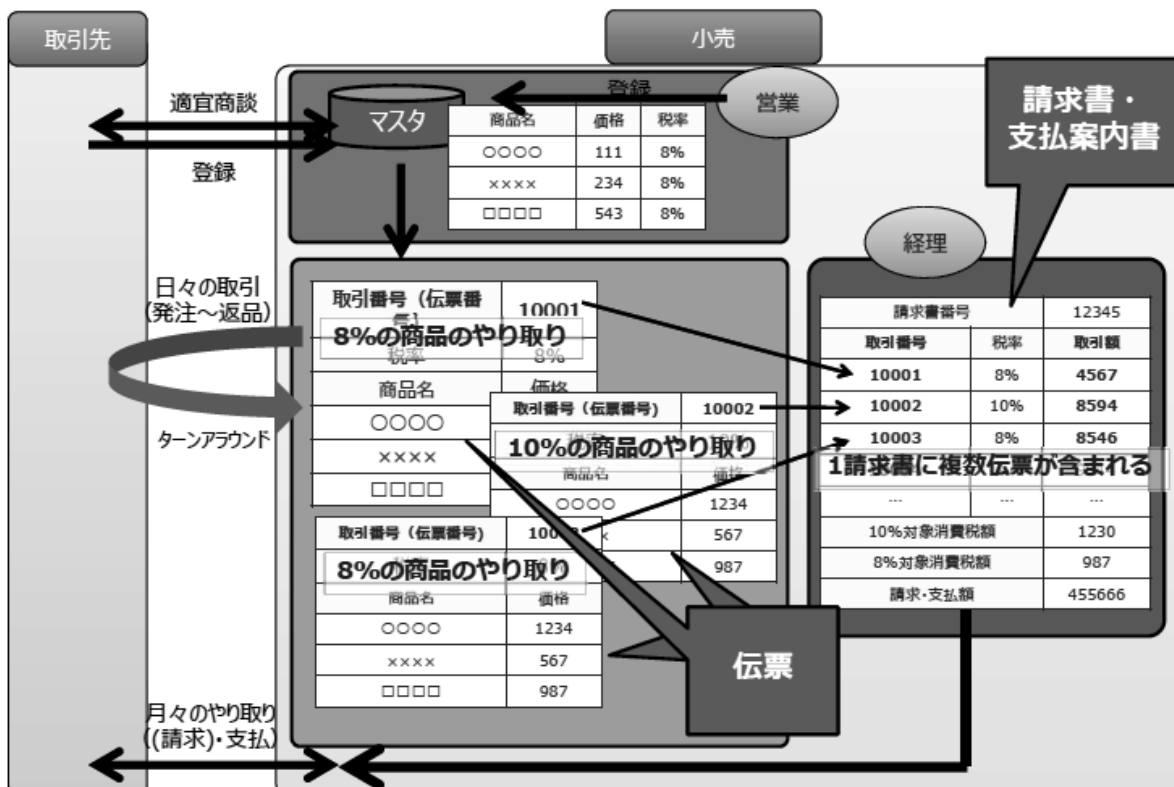 取引先
小売
適宜商談
登録
マスタ
登録
営業
商品名 価格 税率
○○○○ 111 8%
×××× 234 8%
□□□□ 543 8%
請求書・
支払案内書
経理
日々の取引
(発注～返品)
ターンアラウンド
取引番号（伝票番
号） 10001
8%の商品のやり取り
税率 8%
商品名 価格
○○○○
××××
□□□□
取引番号（伝票番号） 10002
10%の商品のやり取り
商品名 価格
○○○○ 1234
× 567
987
取引番号（伝票番号）
8%の商品のやり取り
商品名 価格
○○○○ 1234
×××× 567
□□□□ 987
伝票
請求書番号 12345
取引番号 税率 取引額
10001 8% 4567
10002 10% 8594
10003 8% 8546
1請求書に複数伝票が含まれる
... ... ...
10%対象消費税額 1230
8%対象消費税額 987
請求・支払額 455666
月々のやり取り
((請求)・支払)